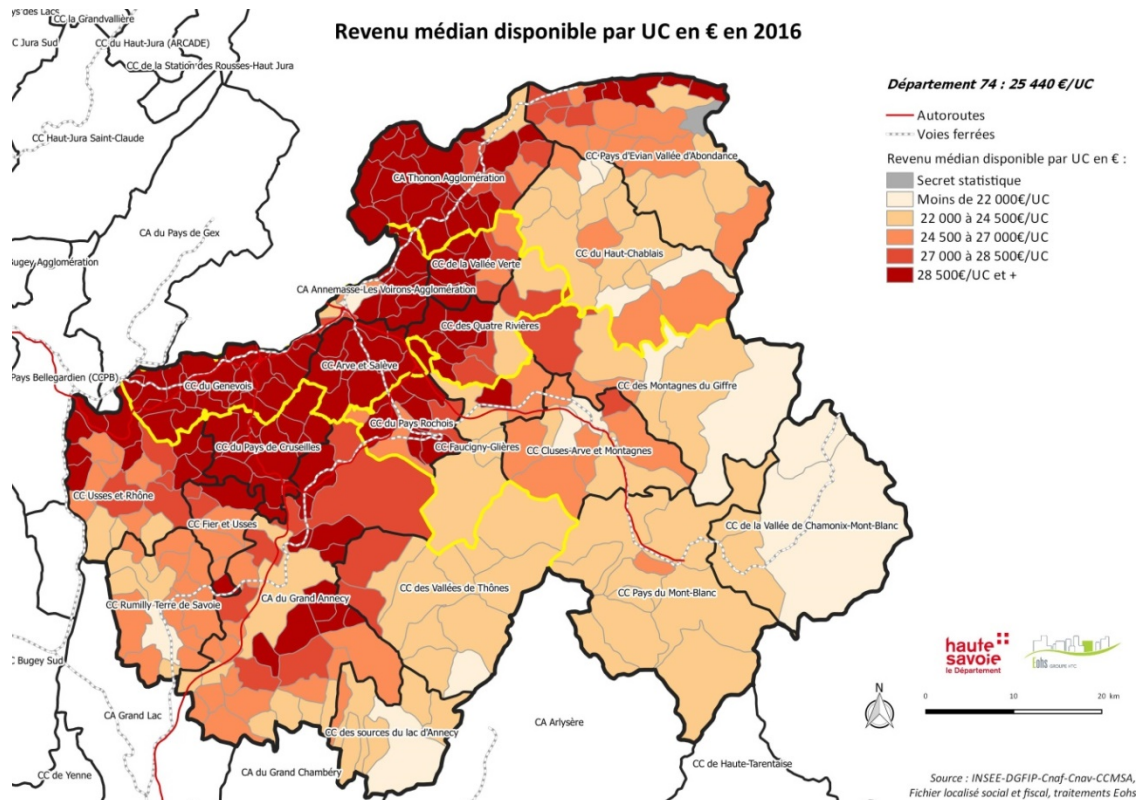 ys des Lacs
CC la Grandvallière
C Jura Sud
CC du Haut-Jura (ARCADE)
CC de la Station des Rousses-Haut Jura
CC Haut-Jura Saint-Claude
CA du Pays de Gex
Bugey Agglomération
Pays Bellegardien (CCPB)
Revenu médian disponible par UC en € en 2016
Département 74 : 25 440 €/UC
Autoroutes
Voies ferrées
Revenu médian disponible par UC en € :
Secret statistique
Moins de 22 000€/UC
22 000 à 24 500€/UC
24 500 à 27 000€/UC
27 000 à 28 500€/UC
28 500€/UC et +
CC Pays d'Evian Vallée d'Abondance
CA Thonon Agglomération
CC du Haut-Chablais
CC de la Vallée Verte
CA Annemasse-Les Voirons-Agglomération
CC des Quatre Rivières
CC Arve et Salève
CC du Genevois
CC des Montagnes du Giffre
CC du Pays Rochois
CC du Pays de Cruseilles
CC Faucigny-Glières
CC Cluses-Arve et Montagnes
CC Usses et Rhône
CC Fier et Usses
CC de la Vallée de Chamonix-Mont-Blanc
CC des Vallées de Thônes
CC Pays du Mont-Blanc
CA du Grand Annecy
CC Rumilly Terre de Savoie
C Bugey Sud
CA Grand Lac
CC des sources du lac d'Annecy
CA Arlysère
CC de Yenne
CA du Grand Chambéry
CC de Haute-Tarentaise
haute
savoie
le Département
Eohs GROUPE HTC
N
0 10 20 km
Source : INSEE-DGFIP-Cnaf-Cnav-CCMSA,
Fichier localisé social et fiscal, traitements Eohs